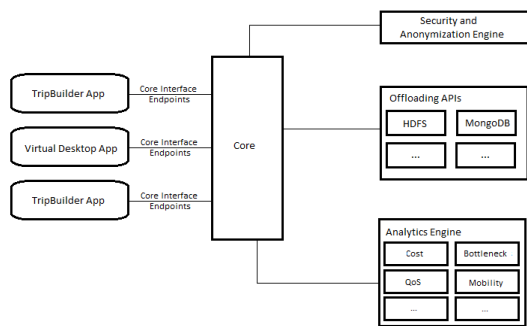 Security and
Anonymization Engine
TripBuilder App
Core Interface
Endpoints
Virtual Desktop App
Core Interface
Endpoints
TripBuilder App
Core Interface
Endpoints
Core
Offloading APIs
HDFS
MongoDB
...
...
Analytics Engine
Cost
Bottleneck
QoS
Mobility
...
...